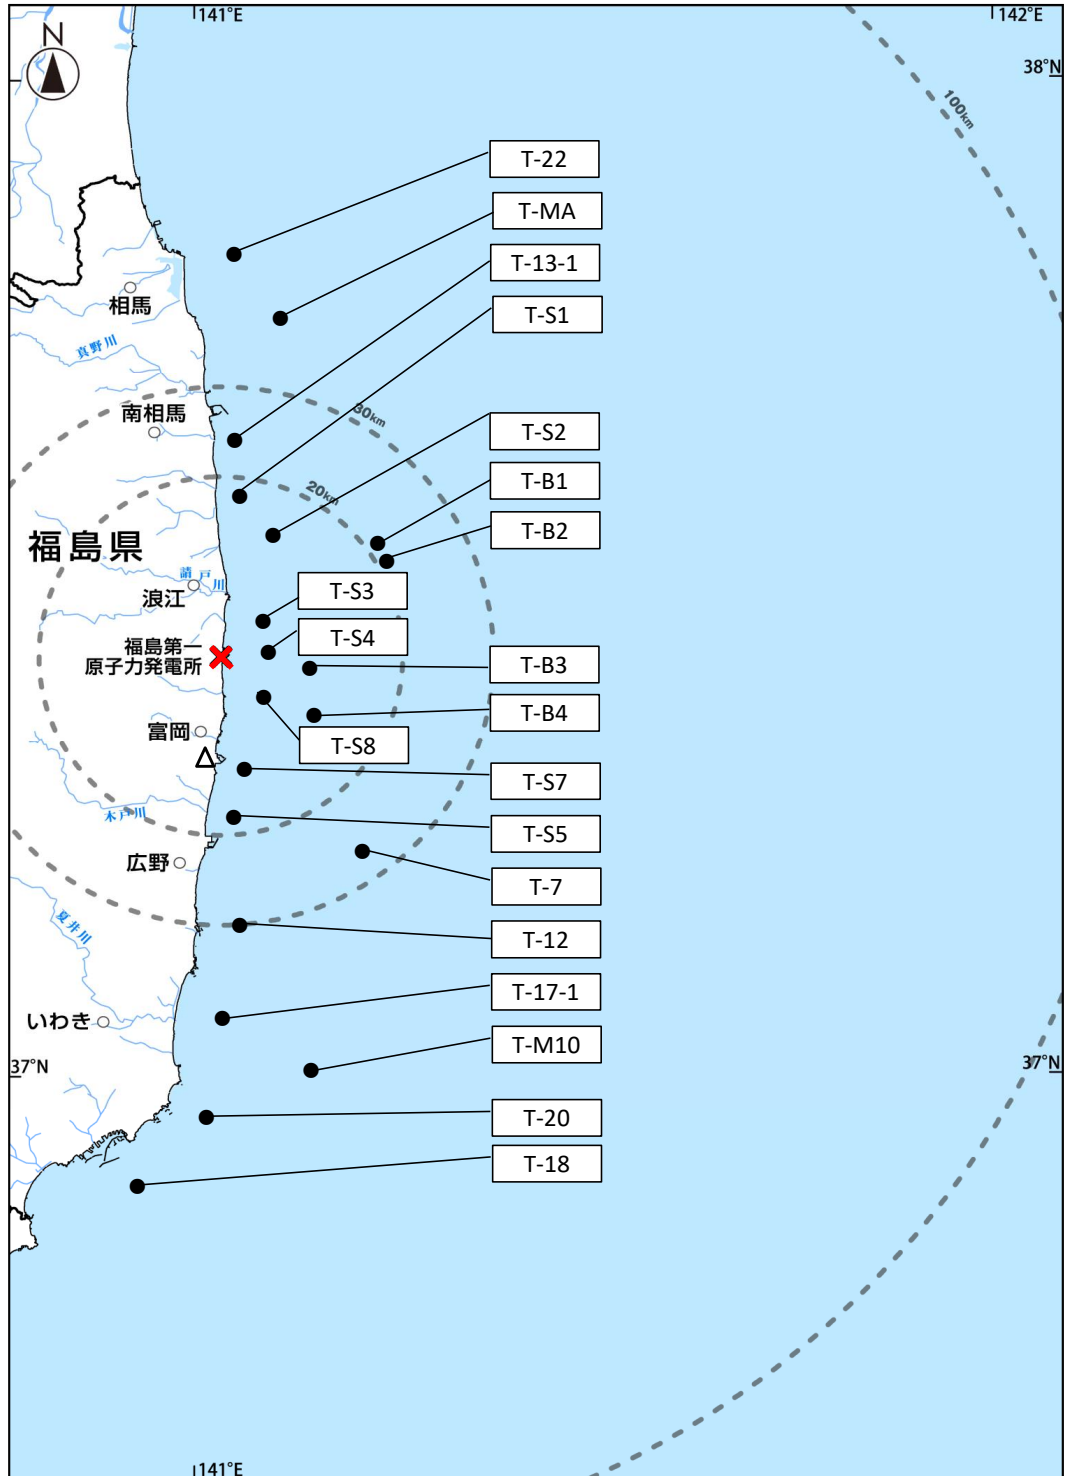 141°E
142°E
N
38°N
100km
T-22
T-MA
T-13-1
相馬
T-S1
真野川
南相馬
30km
T-S2
T-B1
20km
T-B2
福島県
請戸川
浪江
T-S3
T-S4
福島第一
原子力発電所
T-B3
T-B4
富岡
T-S8
T-S7
木戸川
T-S5
広野
T-7
夏井川
T-12
T-17-1
いわき
T-M10
37°N
37°N
T-20
T-18
141°E